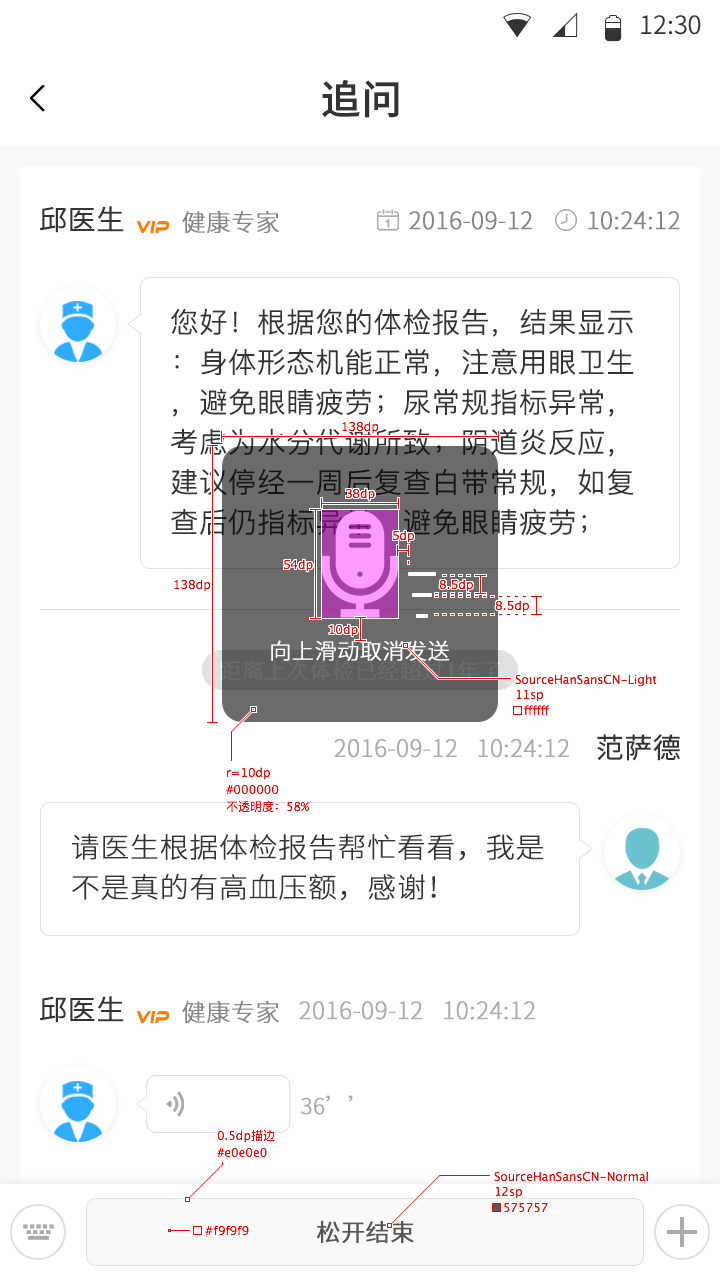 12:30
追问
邱医生 VIP 健康专家 2016-09-12 10:24:12
您好！根据您的体检报告，结果显示
：身体形态机能正常，注意用眼卫生
，避免眼睛疲劳；尿常规指标异常，
考虑为水分代谢所致，阴道炎反应，
138dp
建议停经一周后复查白带常规，如复
38dp
查后仍指标异 避免眼睛疲劳；
5dp
54dp
138dp
8.5dp
8.5dp
10dp
向上滑动取消发送
距离上次体检已经超过1年了
SourceHanSansCN-Light
11sp
ffffff
2016-09-12 10:24:12 范萨德
r=10dp
#000000
不透明度：58%
请医生根据体检报告帮忙看看，我是
不是真的有高血压额，感谢！
邱医生 VIP 健康专家 2016-09-12 10:24:12
36’’
0.5dp描边
#e0e0e0
SourceHanSansCN-Normal
12sp
575757
#f9f9f9
松开结束